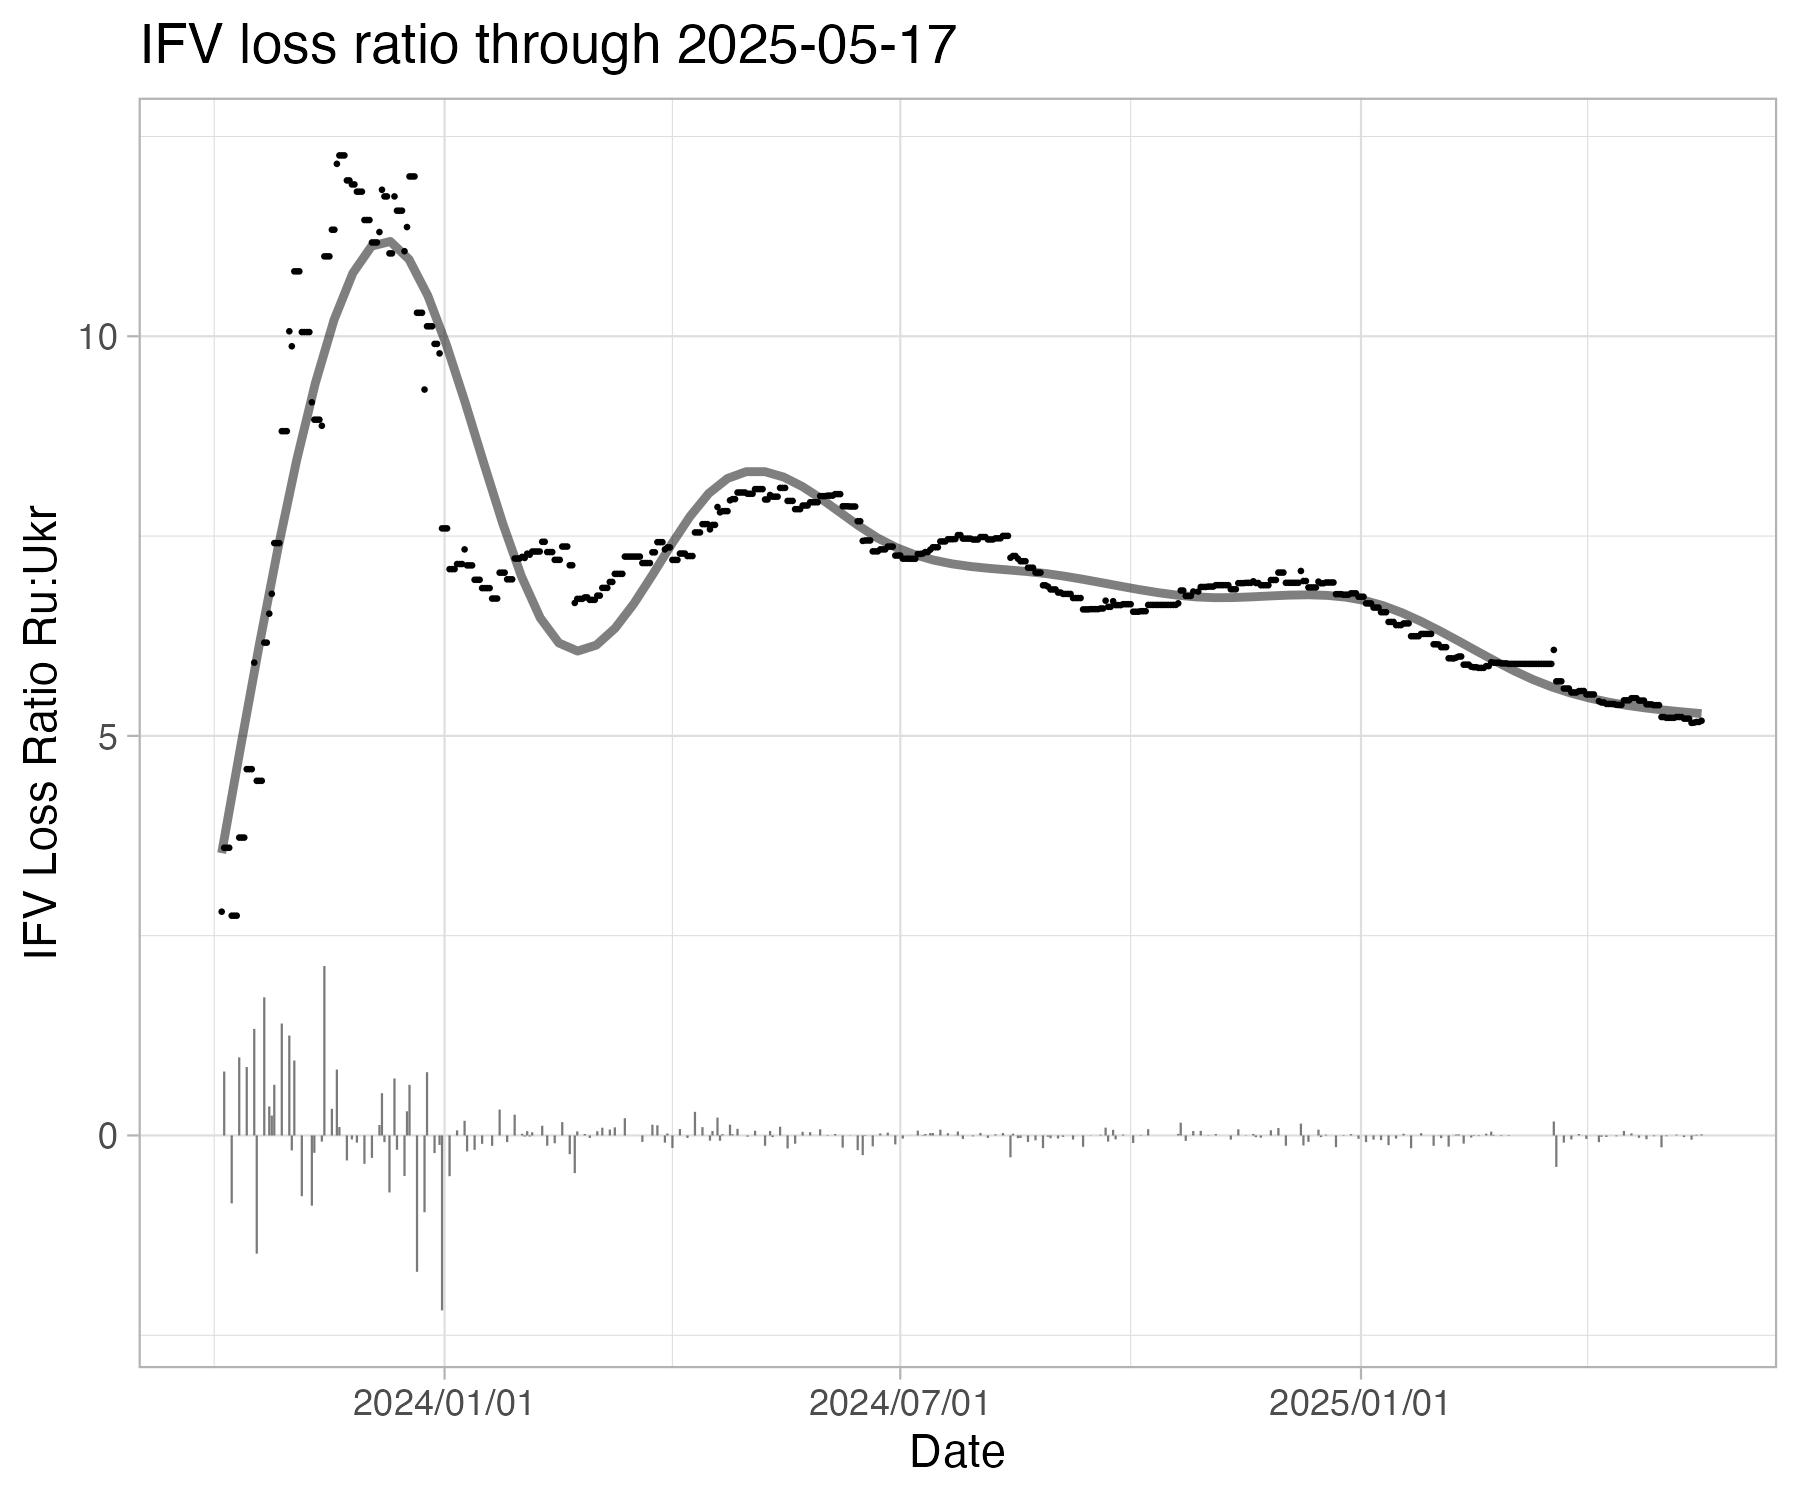 IFV loss ratio through 2025-05-17
IFV Loss Ratio Ru:Ukr
10
5
0
2024/01/01
2024/07/01
2025/01/01
Date